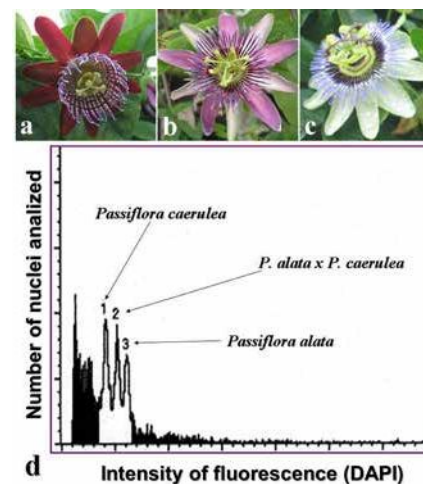 a
b
c
Number of nuclei analized
Passiflora caerulea
P. alata x P. caerulea
1
2
3
Passiflora alata
d
Intensity of fluorescence (DAPI)